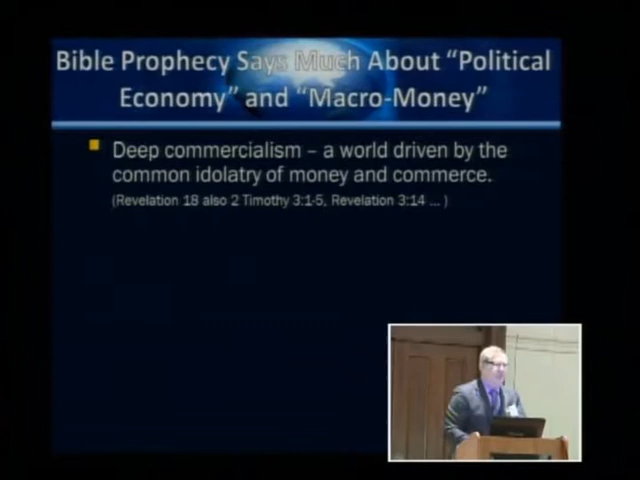 Bible Prophecy Says Much About “Political
Economy” and “Macro-Money”
Deep commercialism – a world driven by the
common idolatry of money and commerce.
(Revelation 18 also 2 Timothy 3:1-5, Revelation 3:14 ... )